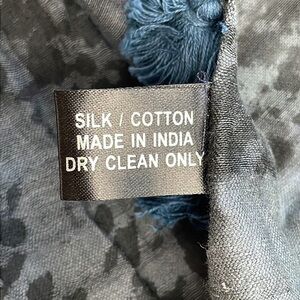 SILK / COTTON
MADE IN INDIA
DRY CLEAN ONLY